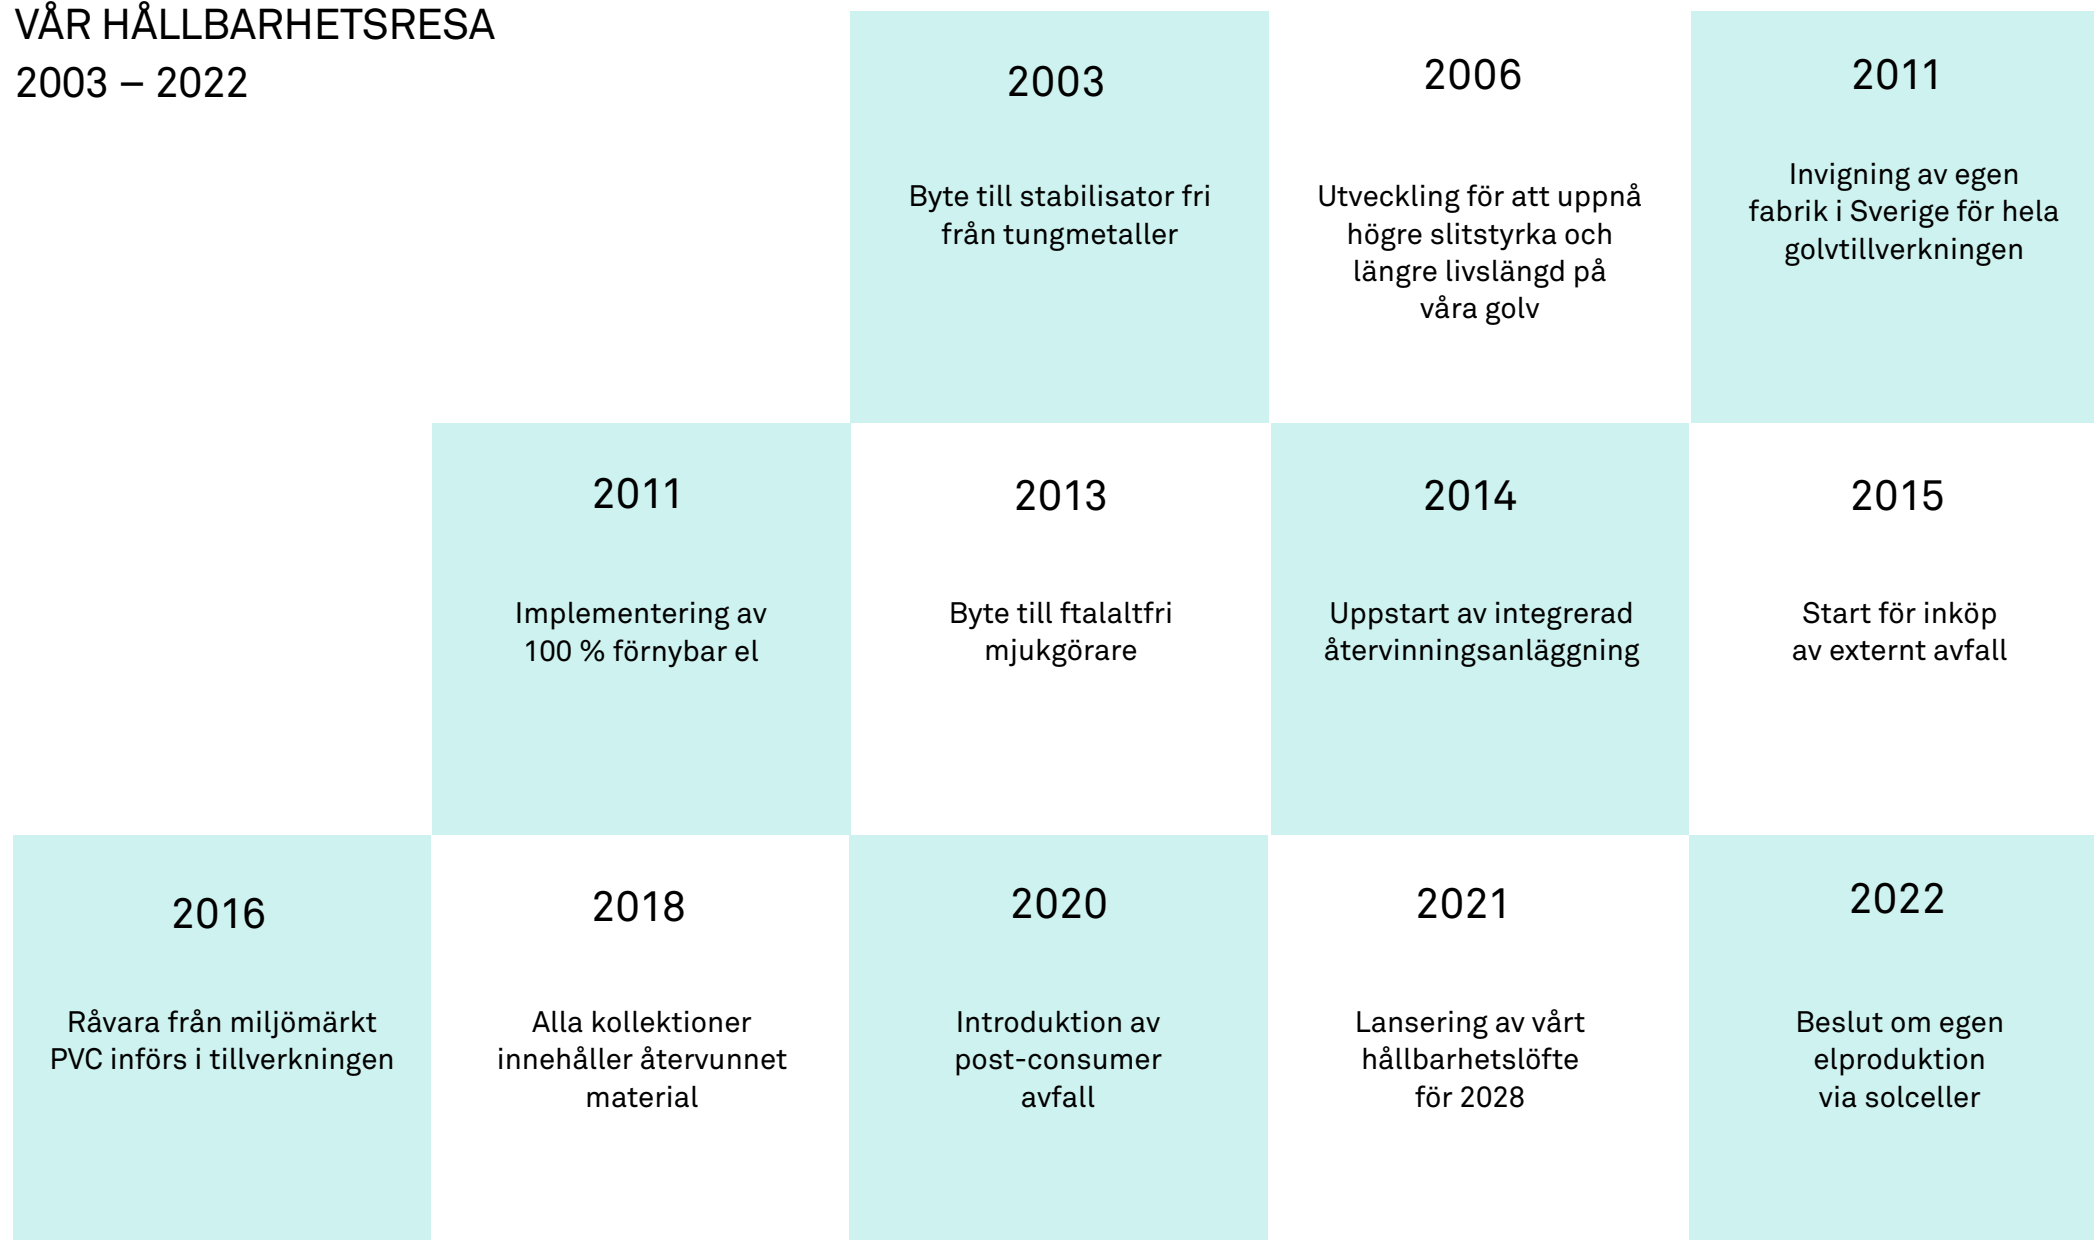 VÅR HÅLLBARHETSRESA
2003 – 2022
2003
Byte till stabilisator fri
från tungmetaller
2006
Utveckling för att uppnå
högre slitstyrka och
längre livslängd på
våra golv
2011
Invigning av egen
fabrik i Sverige för hela
golvtillverkningen
2011
Implementering av
100 % förnybar el
2013
Byte till ftalaltfri
mjukgörare
2014
Uppstart av integrerad
återvinningsanläggning
2015
Start för inköp
av externt avfall
2016
Råvara från miljömärkt
PVC införs i tillverkningen
2018
Alla kollektioner
innehåller återvunnet
material
2020
Introduktion av
post-consumer
avfall
2021
Lansering av vårt
hållbarhetslöfte
för 2028
2022
Beslut om egen
elproduktion
via solceller